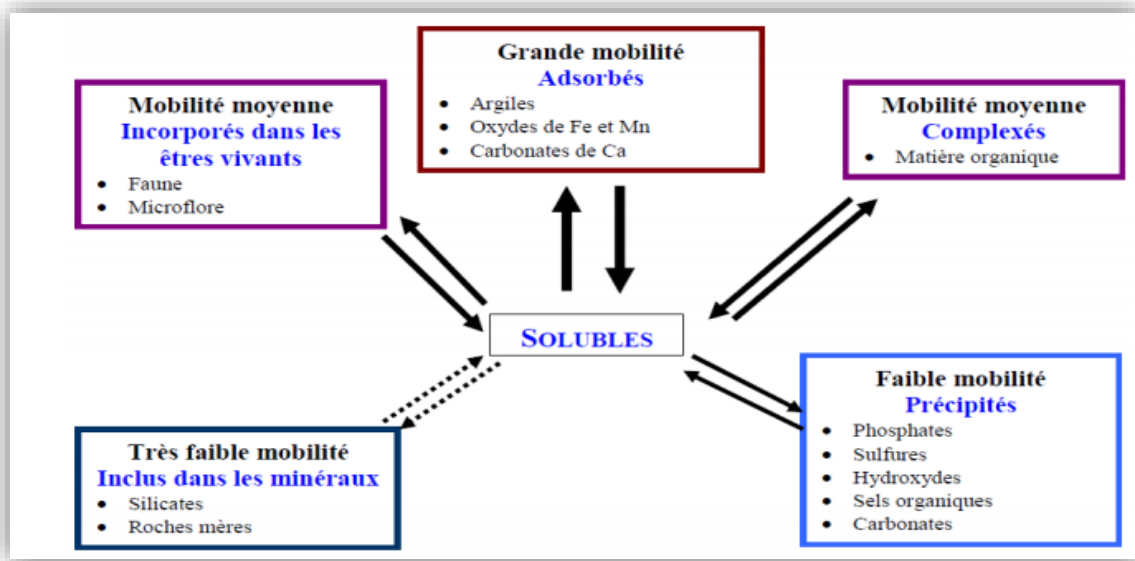 Grande mobilité
Adsorbés
• Argiles
• Oxydes de Fe et Mn
• Carbonates de Ca
Mobilité moyenne
Incorporés dans les
êtres vivants
• Faune
• Microflore
Mobilité moyenne
Complexés
• Matière organique
SOLUBLES
Très faible mobilité
Inclus dans les minéraux
• Silicates
• Roches mères
Faible mobilité
Précipités
• Phosphates
• Sulfures
• Hydroxydes
• Sels organiques
• Carbonates